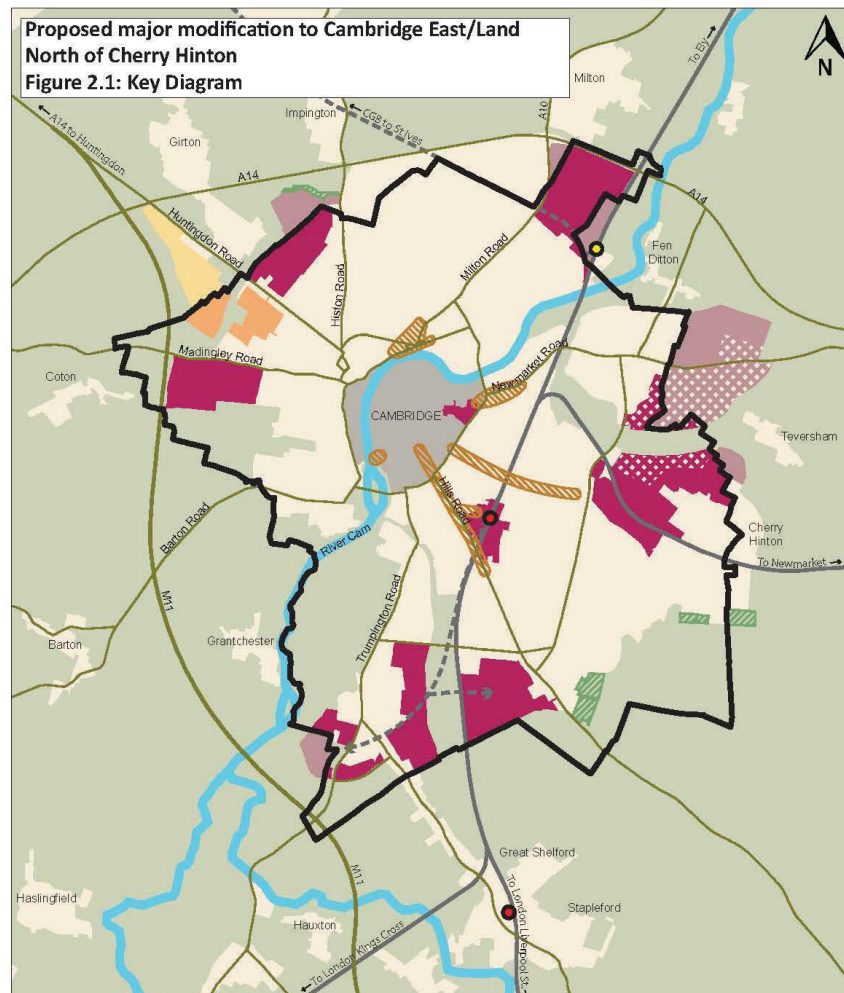 Proposed major modification to Cambridge East/Land
North of Cherry Hinton
Figure 2.1: Key Diagram
N
To Ely →
Milton
← A14 to Huntingdon
Impington
← CGB to St Ives
A10
Girton
A14
A14
Huntingdon Road
Histon Road
Milton Road
Fen
Ditton
Madingley Road
Newmarket Road
Coton
CAMBRIDGE
Teversham
Hills Road
Barton Road
River Cam
Cherry
Hinton
To Newmarket →
M11
Trumpington Road
Barton
Grantchester
Great Shelford
M11
Haslingfield
Stapleford
Hauxton
← To London Kings Cross
To London Liverpool St. →